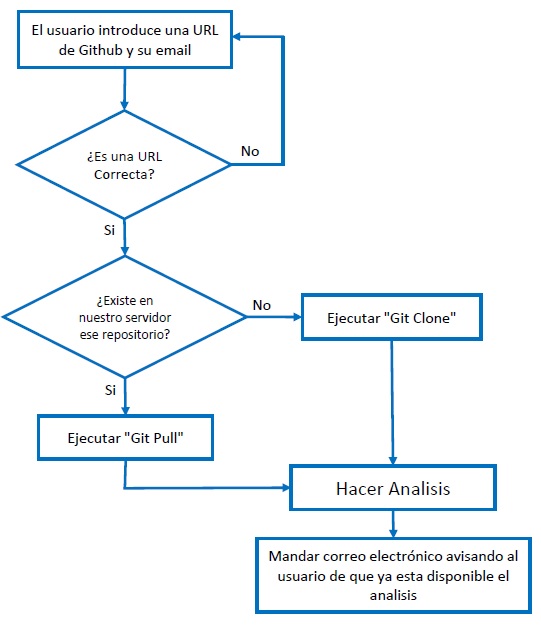 El usuario introduce una URL
de Github y su email
¿Es una URL
Correcta?
No
Si
¿Existe en
nuestro servidor
ese repositorio?
No
Ejecutar "Git Clone"
Si
Ejecutar "Git Pull"
Hacer Analisis
Mandar correo electrónico avisando al
usuario de que ya esta disponible el
analisis